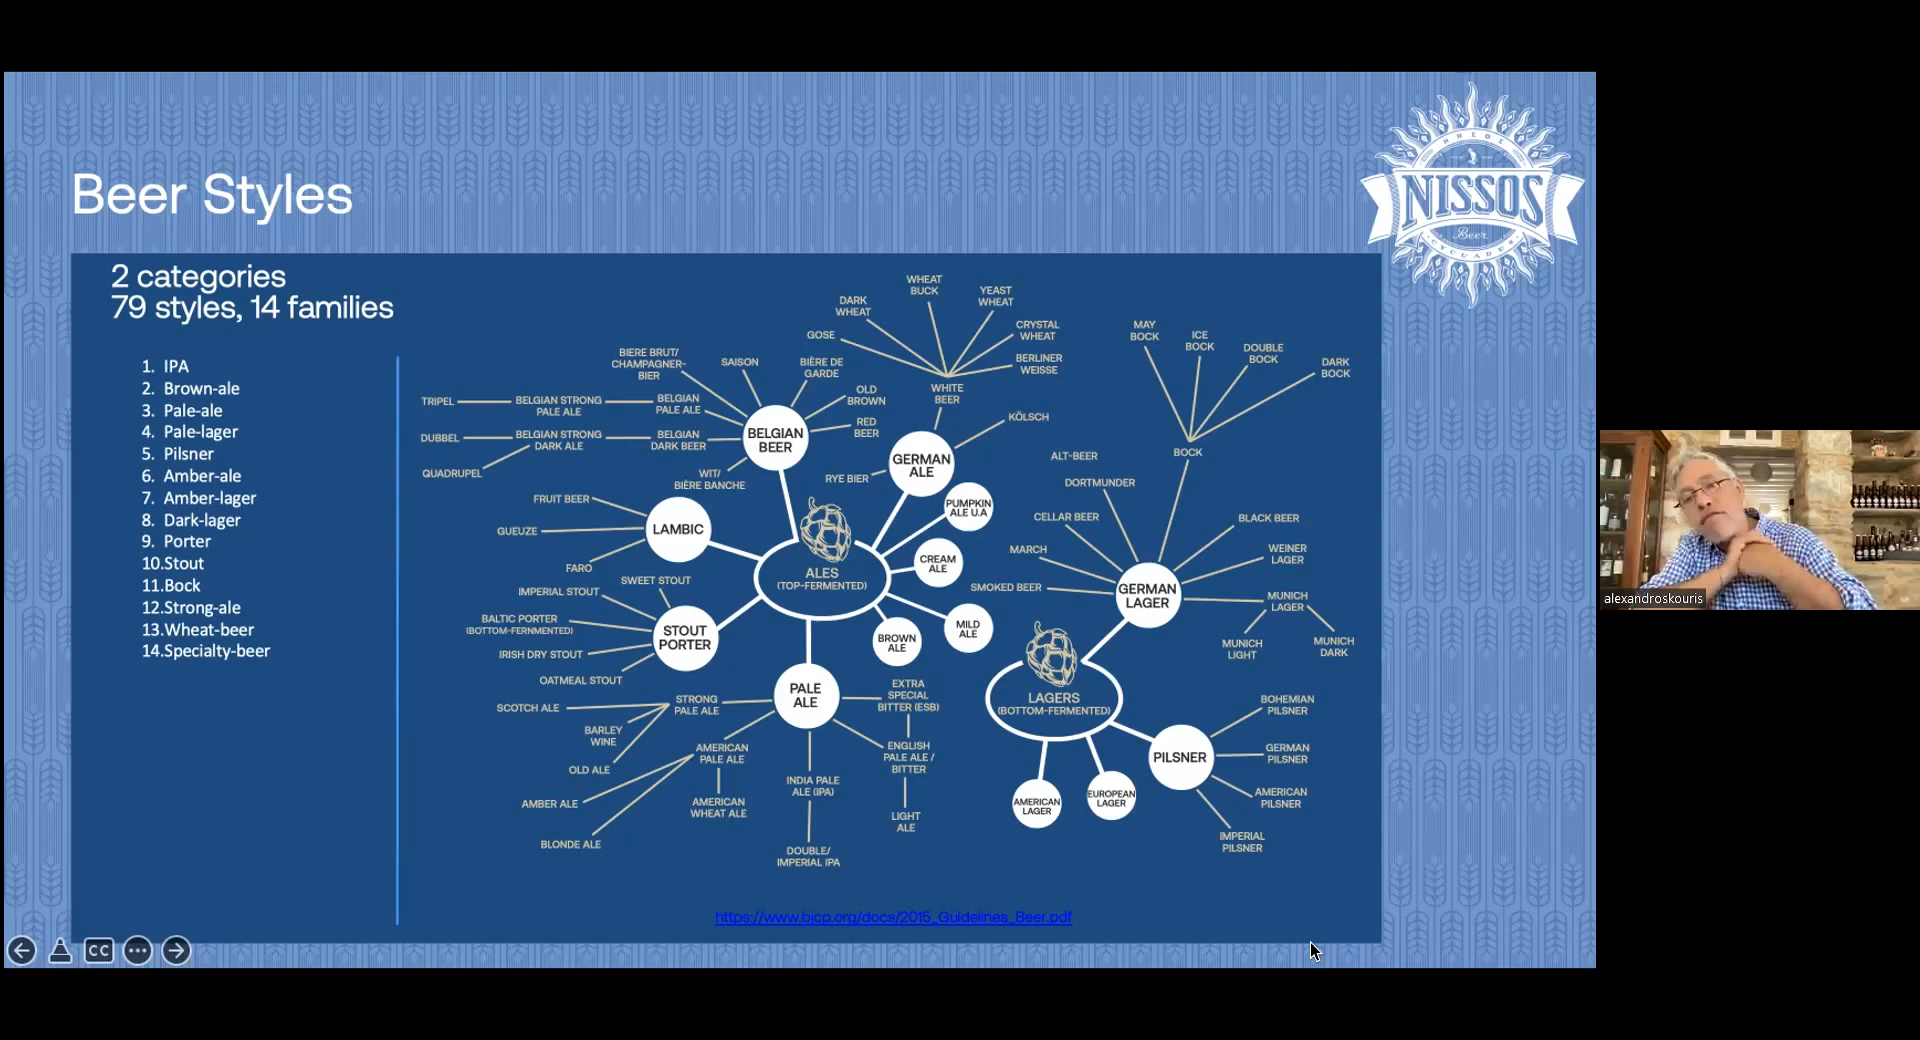 Beer Styles
NISSOS
Beer
CYCLADES
2 categories
79 styles, 14 families
1. IPA
2. Brown-ale
3. Pale-ale
4. Pale-lager
5. Pilsner
6. Amber-ale
7. Amber-lager
8. Dark-lager
9. Porter
10.Stout
11.Bock
12.Strong-ale
13.Wheat-beer
14.Specialty-beer
WHEAT
BUCK
DARK
WHEAT
YEAST
WHEAT
GOSE
CRYSTAL
WHEAT
BERLINER
WEISSE
WHITE
BEER
KÖLSCH
GERMAN
ALE
RYE BIER
BIERE BRUT/
CHAMPAGNER-
BIER
SAISON
BIÈRE DE
GARDE
OLD
BROWN
RED
BEER
TRIPEL
BELGIAN STRONG
PALE ALE
BELGIAN
PALE ALE
DUBBEL
BELGIAN STRONG
DARK ALE
BELGIAN
DARK BEER
BELGIAN
BEER
QUADRUPEL
WIT/
BIÈRE BANCHE
FRUIT BEER
GUEUZE
LAMBIC
FARO
ALES
(TOP-FERMENTED)
PUMPKIN
ALE U.A
CREAM
ALE
MILD
ALE
BROWN
ALE
SWEET STOUT
IMPERIAL STOUT
BALTIC PORTER
(BOTTOM-FERNMENTED)
STOUT
PORTER
IRISH DRY STOUT
OATMEAL STOUT
PALE
ALE
STRONG
PALE ALE
SCOTCH ALE
BARLEY
WINE
OLD ALE
EXTRA
SPECIAL
BITTER (ESB)
AMERICAN
PALE ALE
ENGLISH
PALE ALE /
BITTER
INDIA PALE
ALE (IPA)
AMBER ALE
AMERICAN
WHEAT ALE
LIGHT
ALE
BLONDE ALE
DOUBLE/
IMPERIAL IPA
MAY
BOCK
ICE
BOCK
DOUBLE
BOCK
DARK
BOCK
BOCK
ALT-BEER
DORTMUNDER
CELLAR BEER
MARCH
SMOKED BEER
BLACK BEER
WEINER
LAGER
GERMAN
LAGER
MUNICH
LAGER
MUNICH
LIGHT
MUNICH
DARK
LAGERS
(BOTTOM-FERMENTED)
BOHEMIAN
PILSNER
PILSNER
GERMAN
PILSNER
AMERICAN
PILSNER
IMPERIAL
PILSNER
AMERICAN
LAGER
EUROPEAN
LAGER
https://www.bjcp.org/docs/2015_Guidelines_Beer.pdf
CC
alexandroskouris